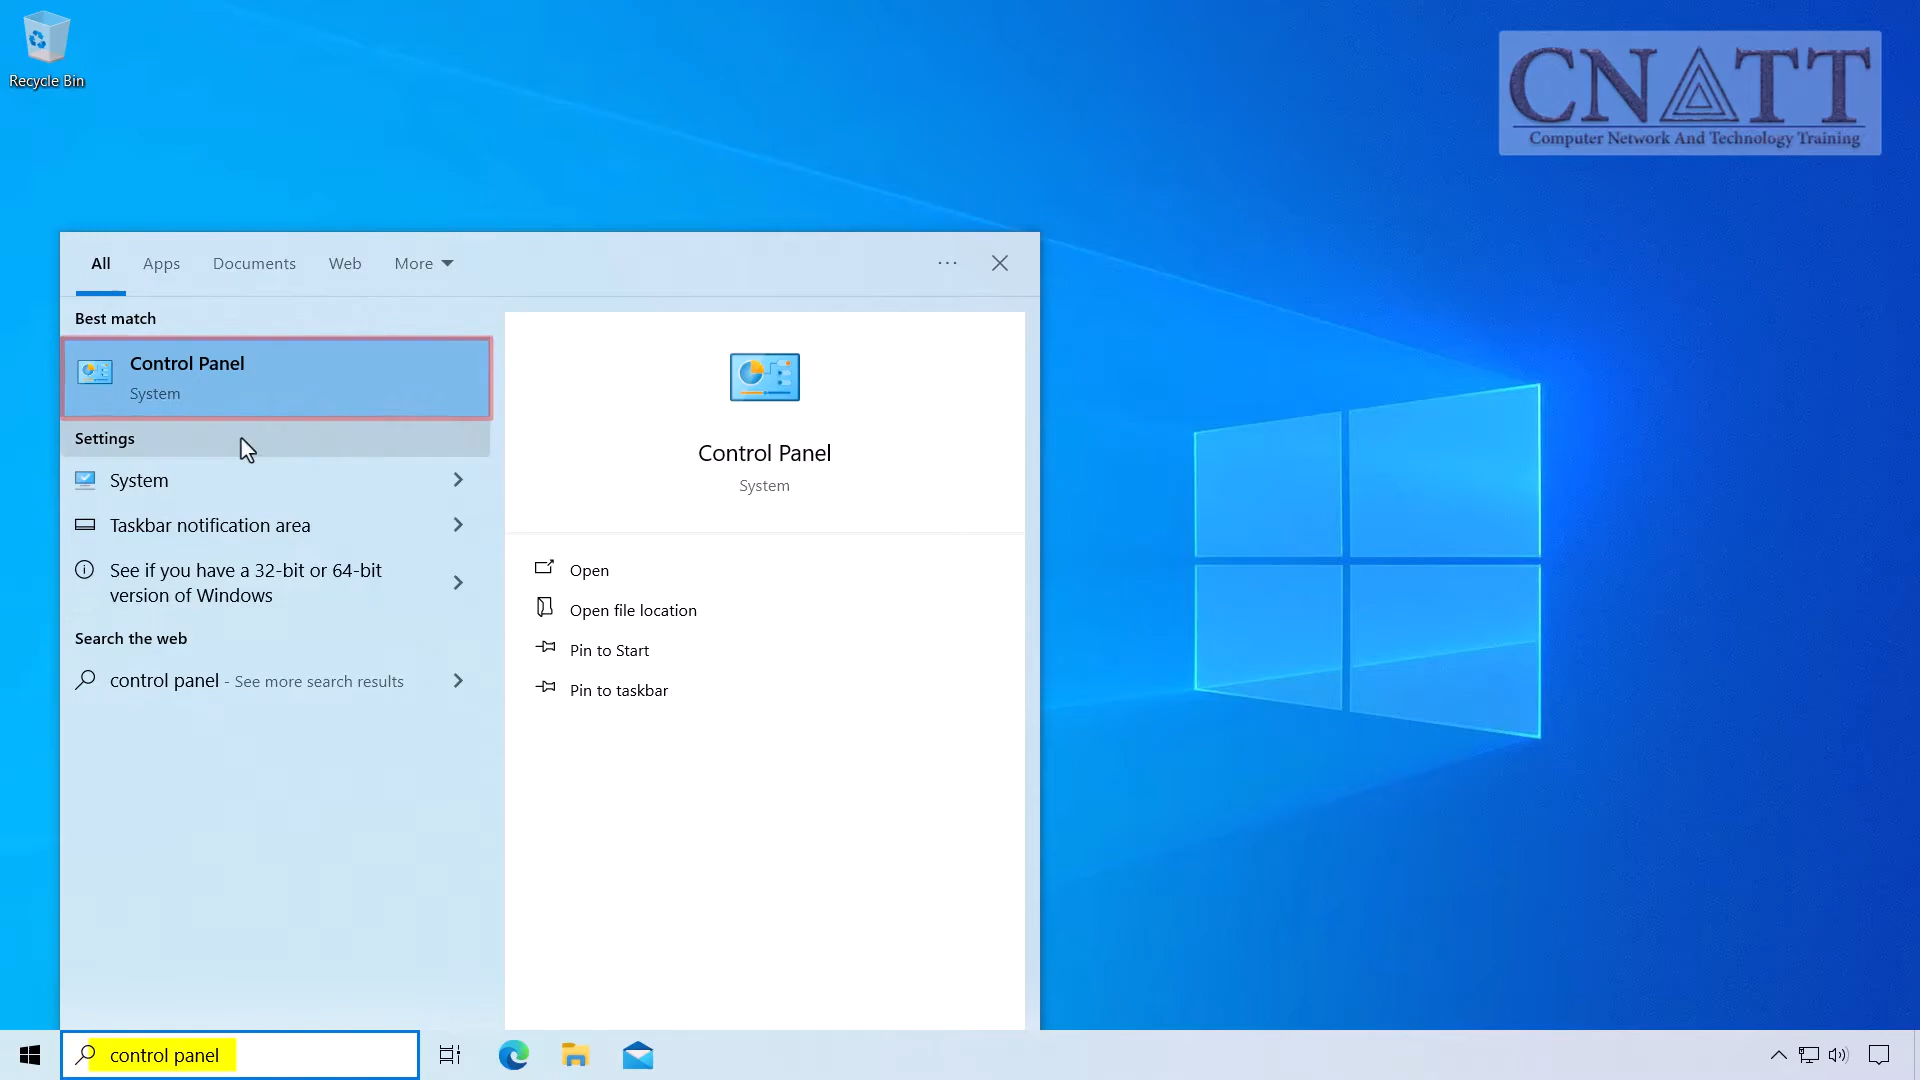 Recycle Bin
CNATT
Computer Network And Technology Training
All Apps Documents Web More
Best match
Control Panel
System
Settings
System
Taskbar notification area
See if you have a 32-bit or 64-bit
version of Windows
Search the web
control panel - See more search results
Control Panel
System
Open
Open file location
Pin to Start
Pin to taskbar
control panel